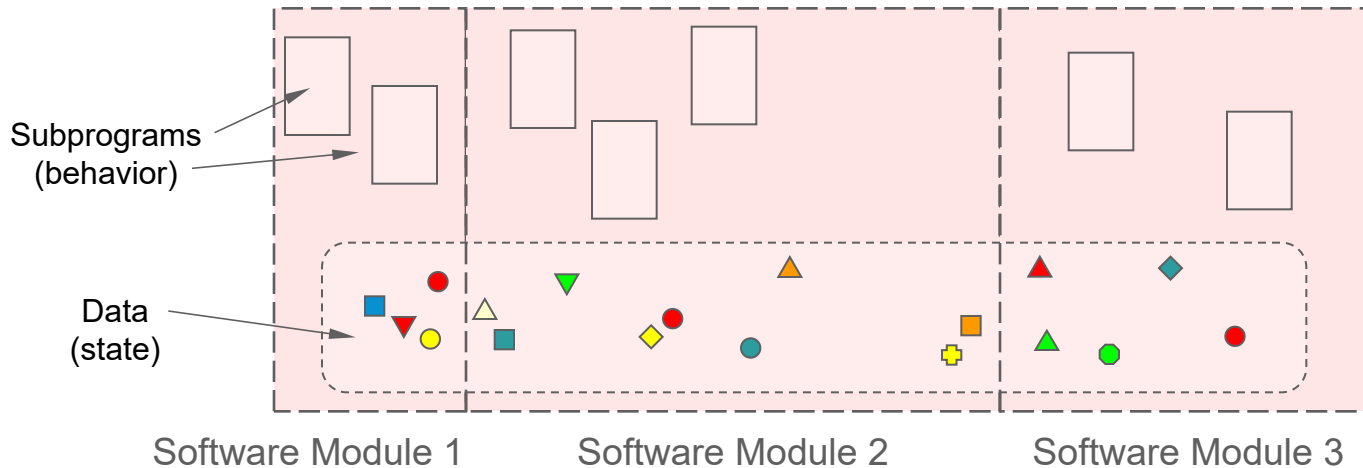 Subprograms
(behavior)
Data
(state)
Software Module 1
Software Module 2
Software Module 3